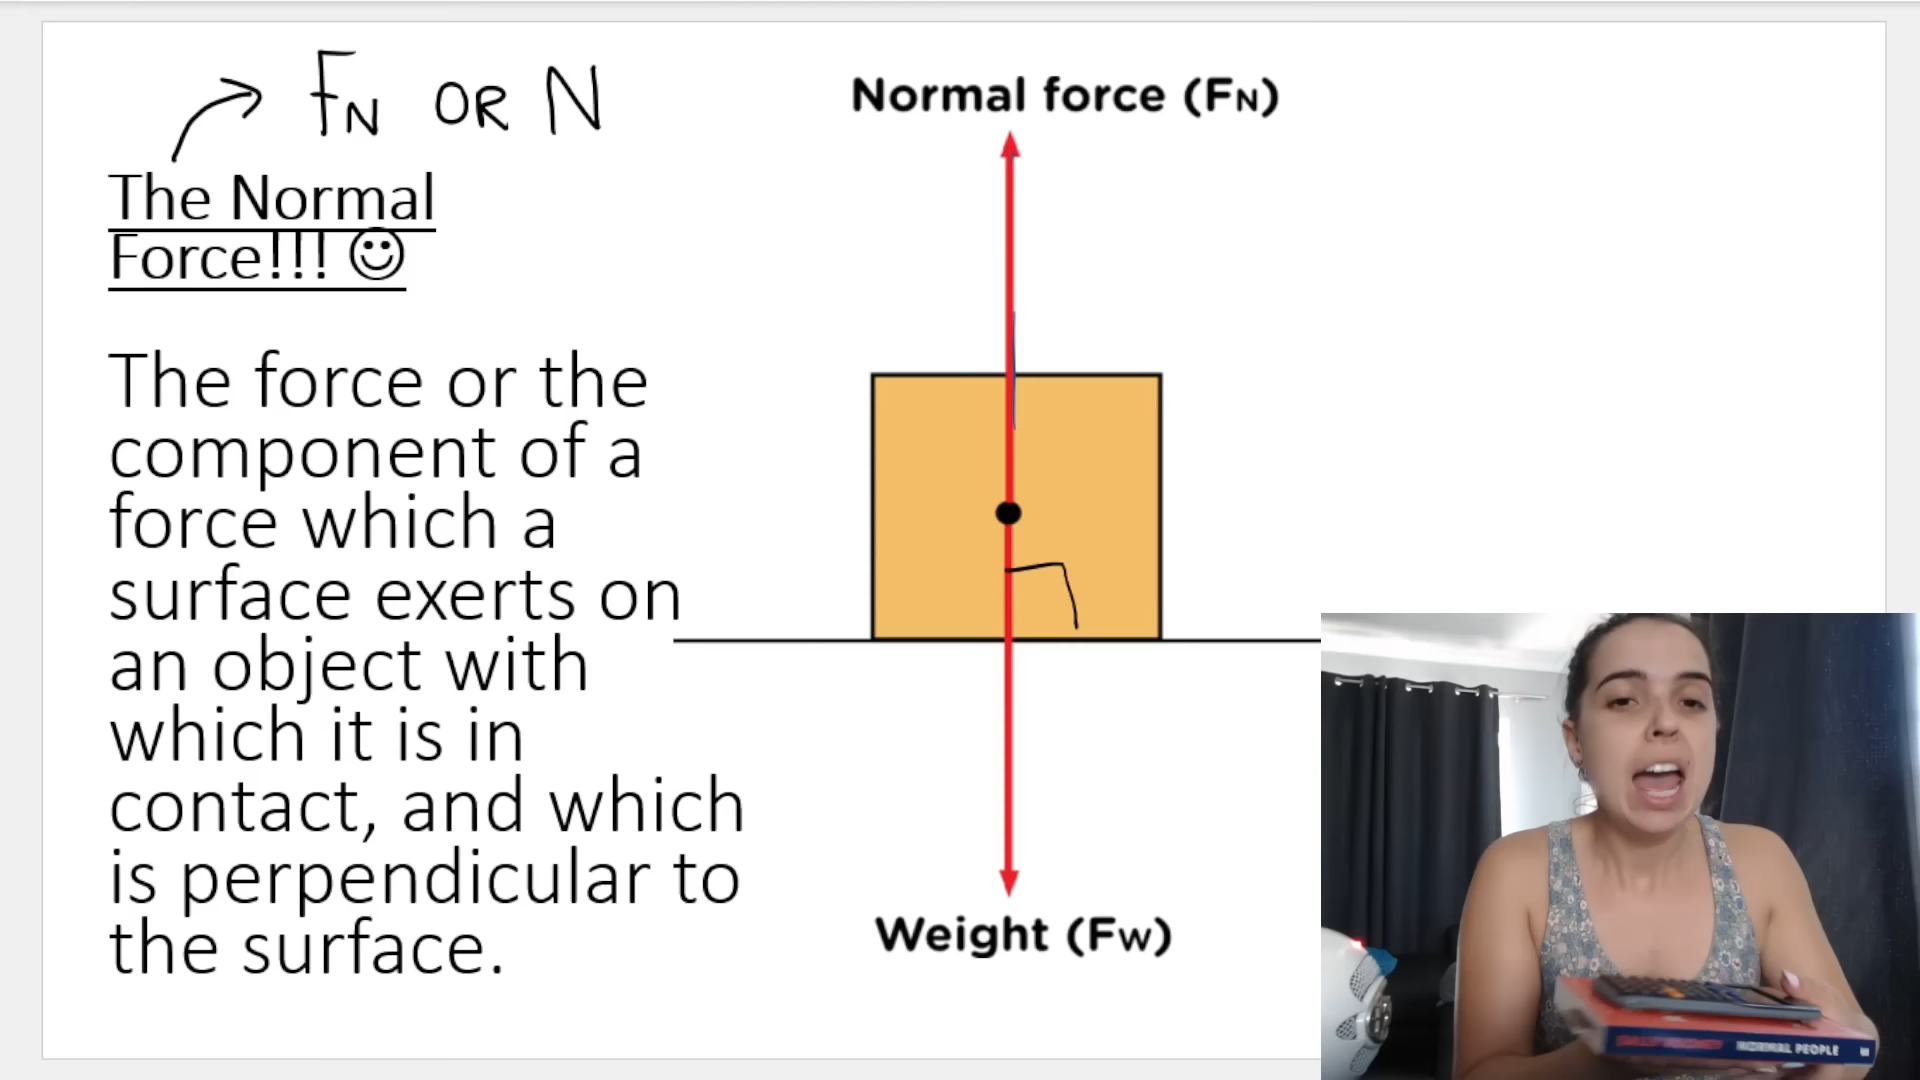 FN OR N
The Normal
Force!!! ☺
The force or the
component of a
force which a
surface exerts on
an object with
which it is in
contact, and which
is perpendicular to
the surface.
Normal force (FN)
Weight (FW)
NORMAL PEOPLE